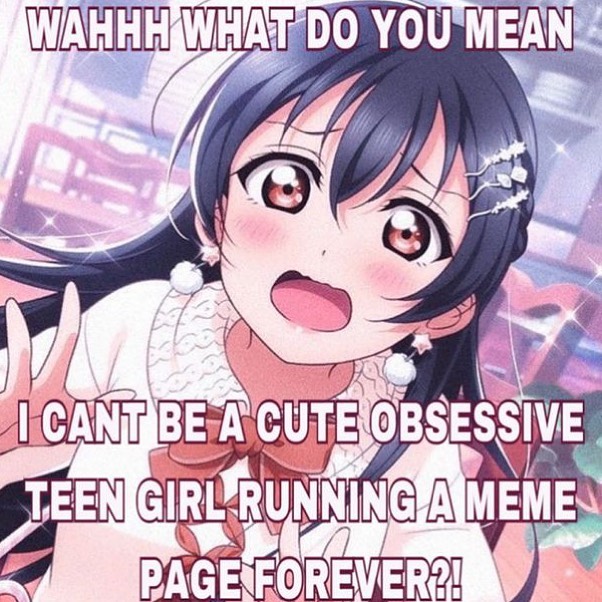 WAHHH WHAT DO YOU MEAN
I CANT BE A CUTE OBSESSIVE
TEEN GIRL RUNNING A MEME
PAGE FOREVER?!